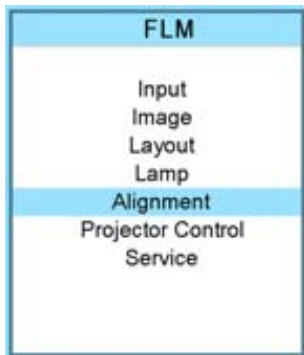 FLM
Input
Image
Layout
Lamp
Alignment
Projector Control
Service